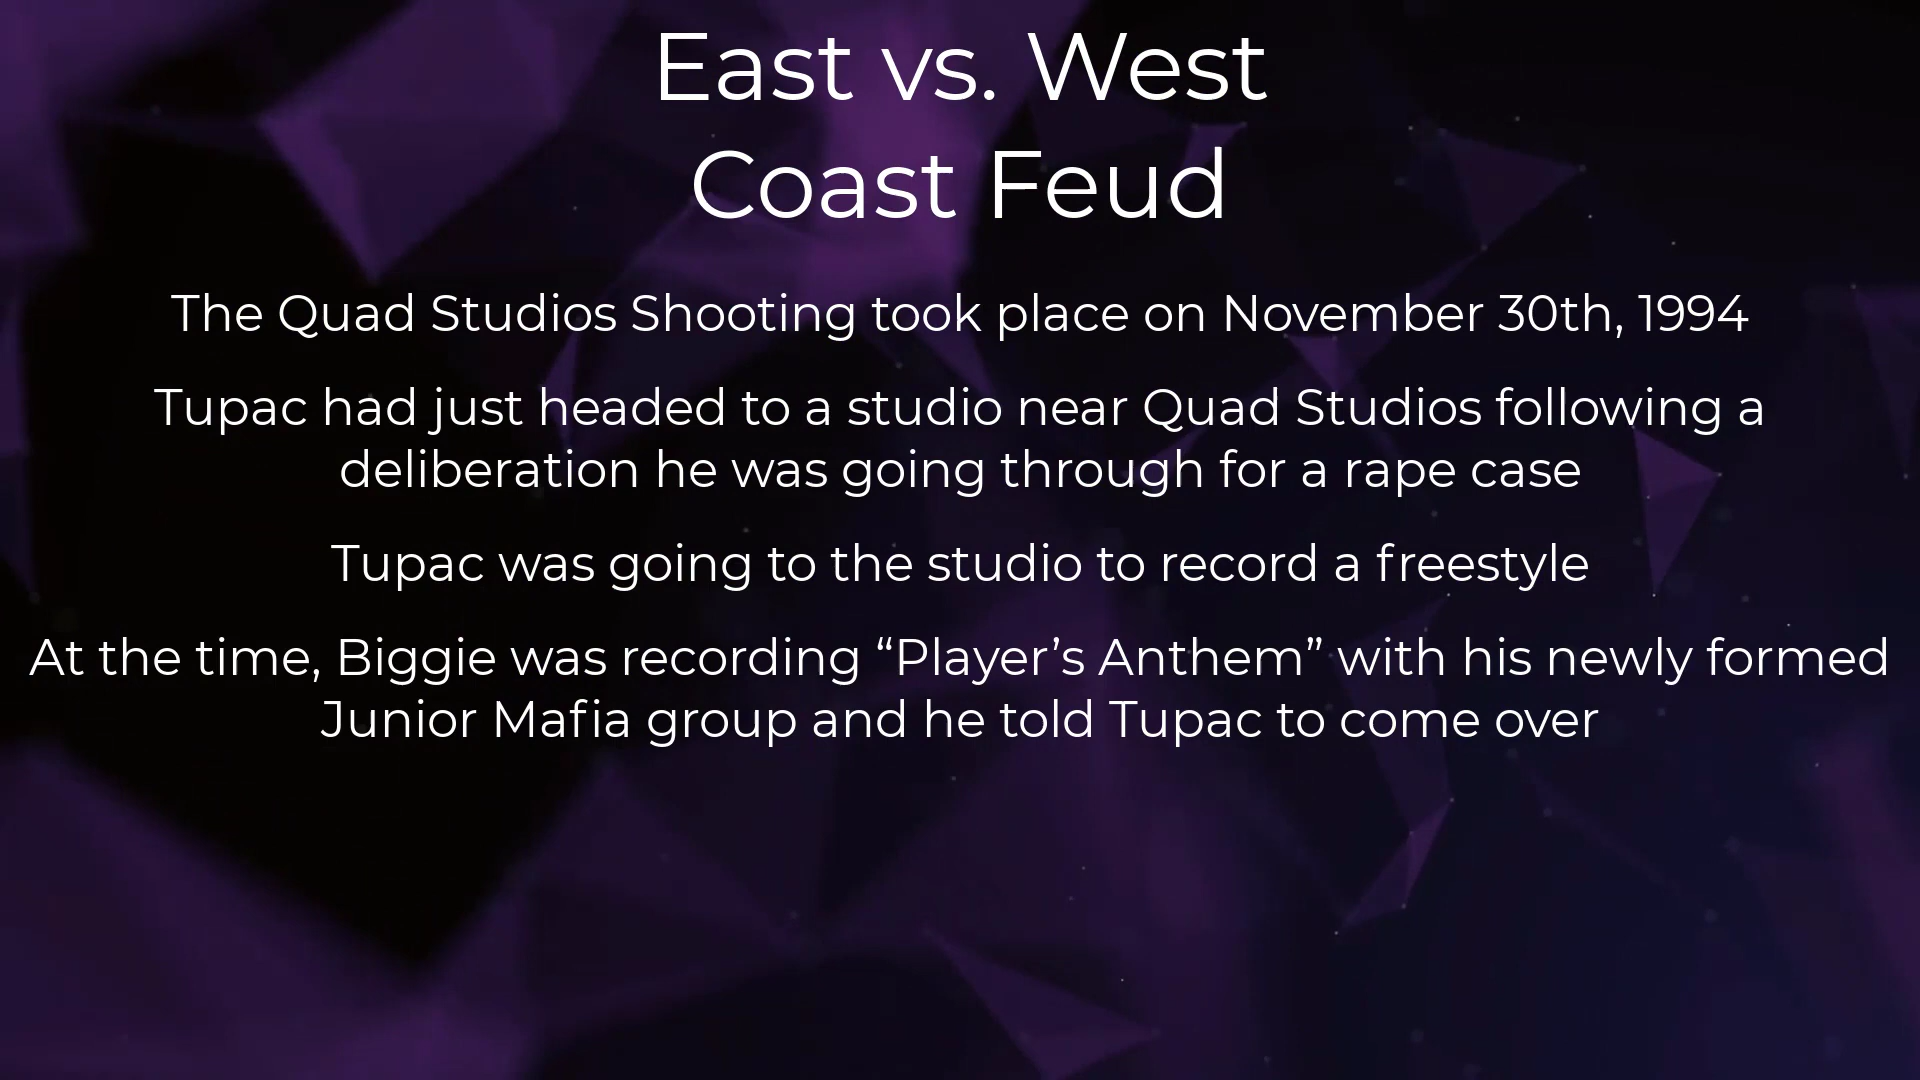 East vs. West
Coast Feud
The Quad Studios Shooting took place on November 30th, 1994
Tupac had just headed to a studio near Quad Studios following a
deliberation he was going through for a rape case
Tupac was going to the studio to record a freestyle
At the time, Biggie was recording “Player’s Anthem” with his newly formed
Junior Mafia group and he told Tupac to come over